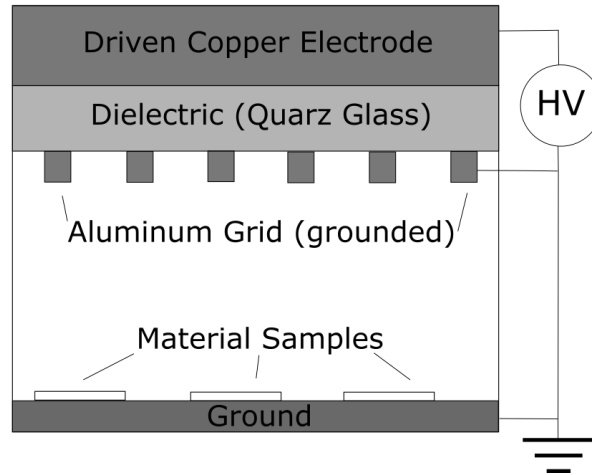 Driven Copper Electrode
HV
Dielectric (Quarz Glass)
Aluminum Grid (grounded)
Material Samples
Ground